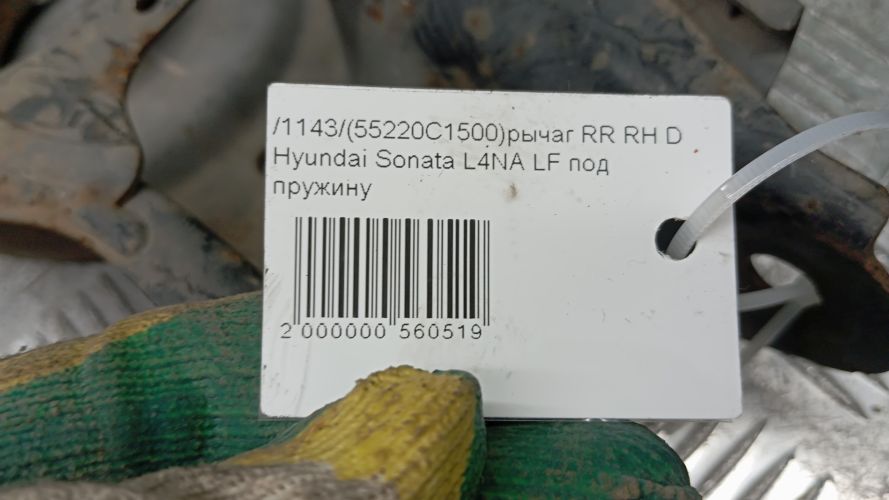 /1143/(55220C1500)рычаг RR RH D
Hyundai Sonata L4NA LF под
пружину
2 000000 560519